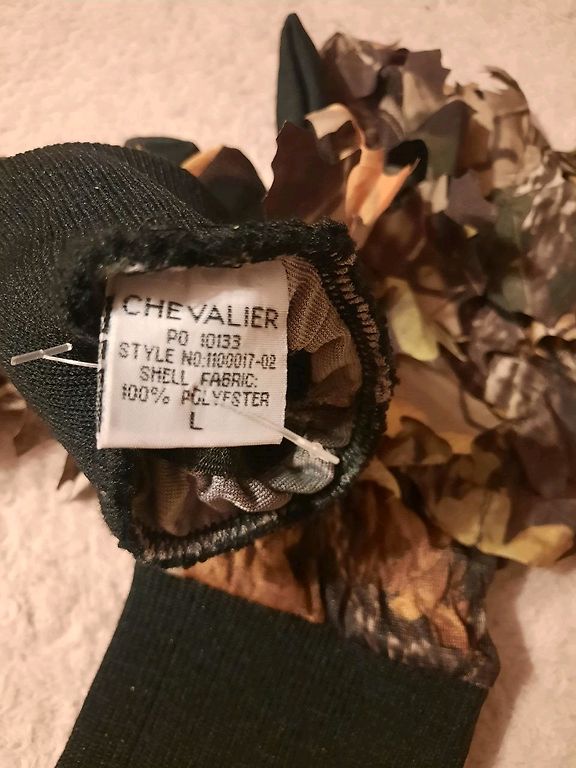 CHEVALIER
PO 10133
STYLE NO:1100017-02
SHELL FABRIC:
100% POLYESTER
L